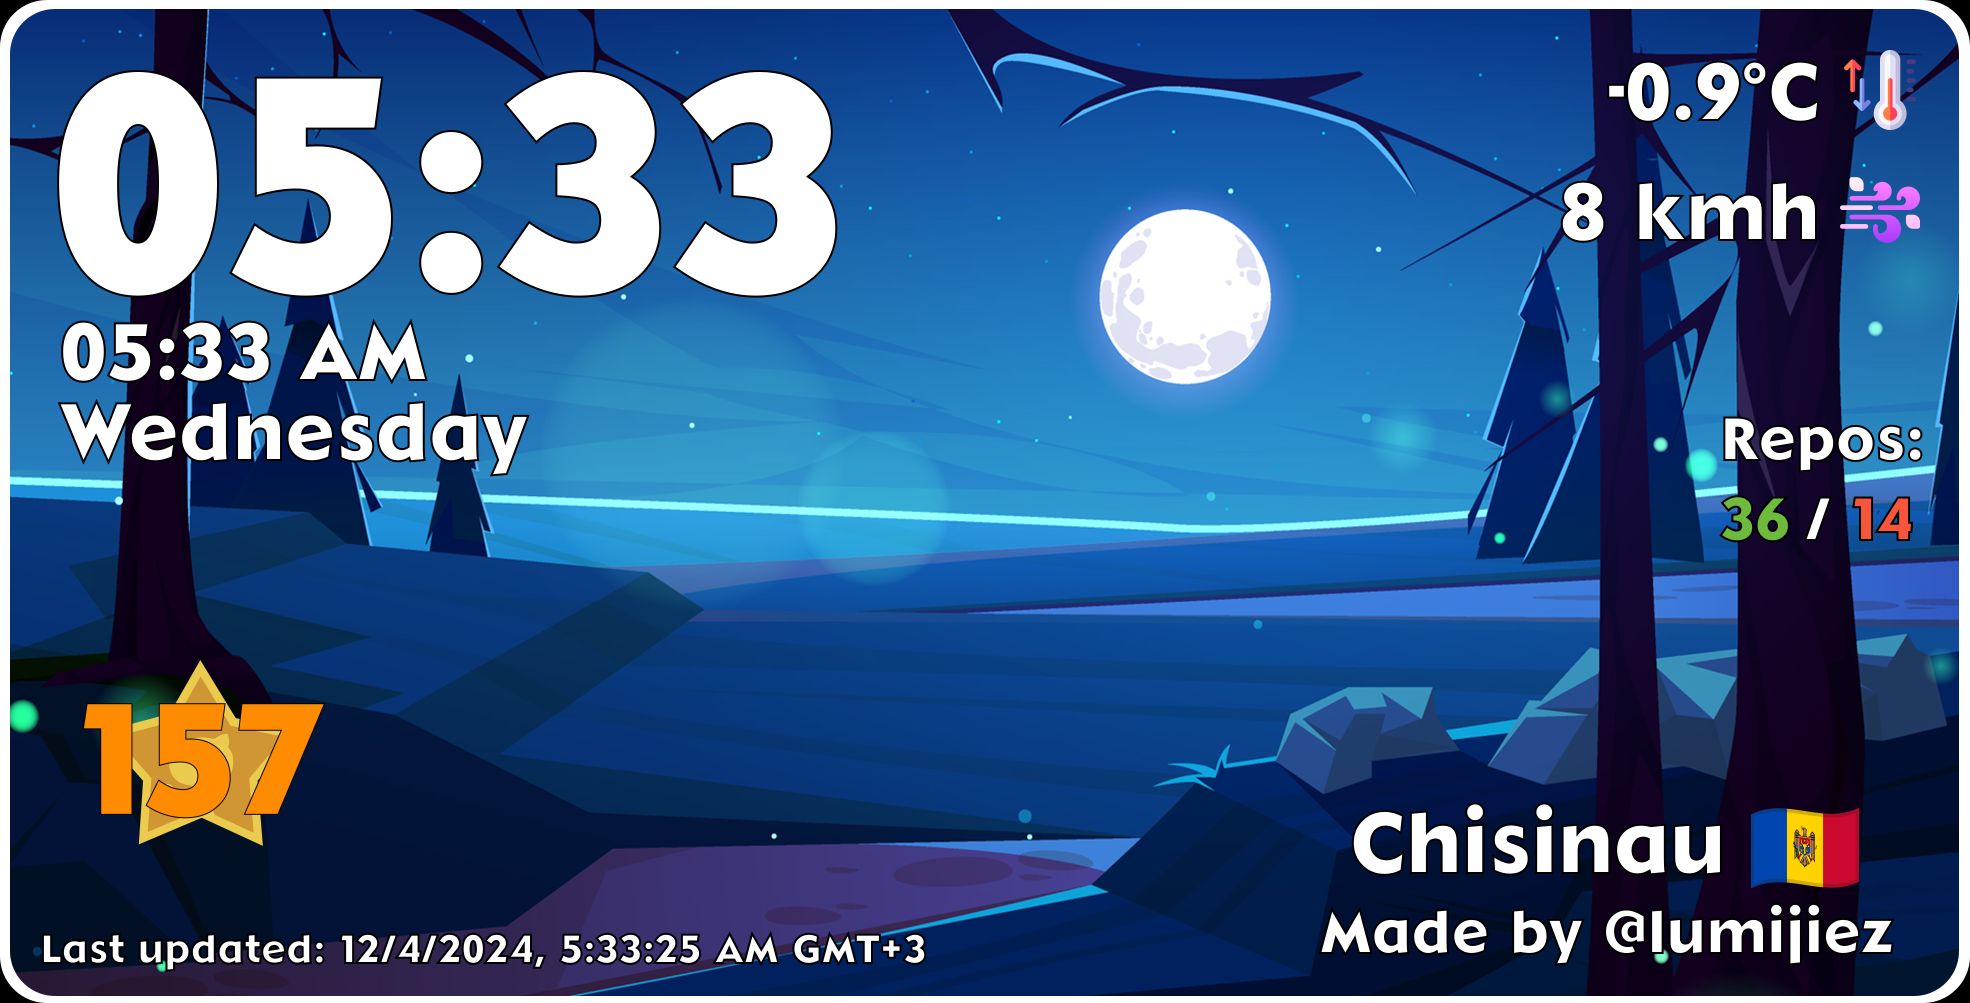 05:33
05:33 AM
Wednesday
-0.9°C
8 kmh
Repos:
36 / 14
157
Chisinau
Made by @lumijiez
Last updated: 12/4/2024, 5:33:25 AM GMT+3